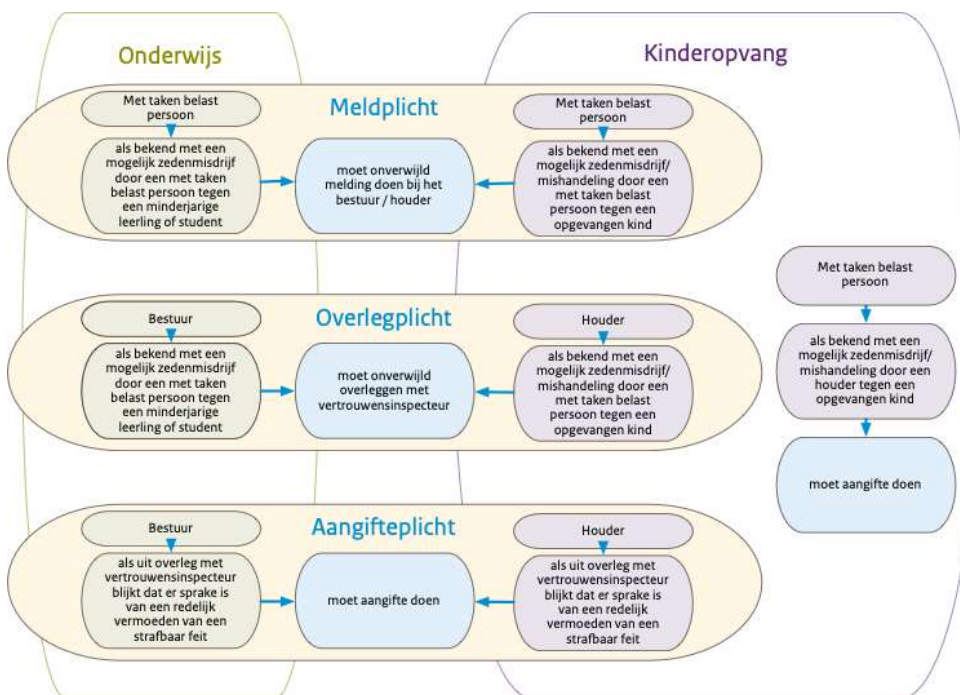 Onderwijs
Kinderopvang
Meldplicht
Met taken belast
persoon
als bekend met een
mogelijk zedenmisdrijf
door een met taken
belast persoon tegen
een minderjarige
leerling of student
moet onverwijld
melding doen bij het
bestuur / houder
Met taken belast
persoon
als bekend met een
mogelijk zedenmisdrijf/
mishandeling door een
met taken belast
persoon tegen een
opgevangen kind
Overlegplicht
Bestuur
als bekend met een
mogelijk zedenmisdrijf
door een met taken
belast persoon tegen
een minderjarige
leerling of student
moet onverwijld
overleggen met
vertrouwensinspecteur
Houder
als bekend met een
mogelijk zedenmisdrijf/
mishandeling door een
met taken belast
persoon tegen een
opgevangen kind
Met taken belast
persoon
als bekend met een
mogelijk zedenmisdrijf/
mishandeling door een
houder tegen een
opgevangen kind
moet aangifte doen
Aangifteplicht
Bestuur
als uit overleg met
vertrouwensinspecteur
blijkt dat er sprake is
van een redelijk
vermoeden van een
strafbaar feit
moet aangifte doen
Houder
als uit overleg met
vertrouwensinspecteur
blijkt dat er sprake is
van een redelijk
vermoeden van een
strafbaar feit